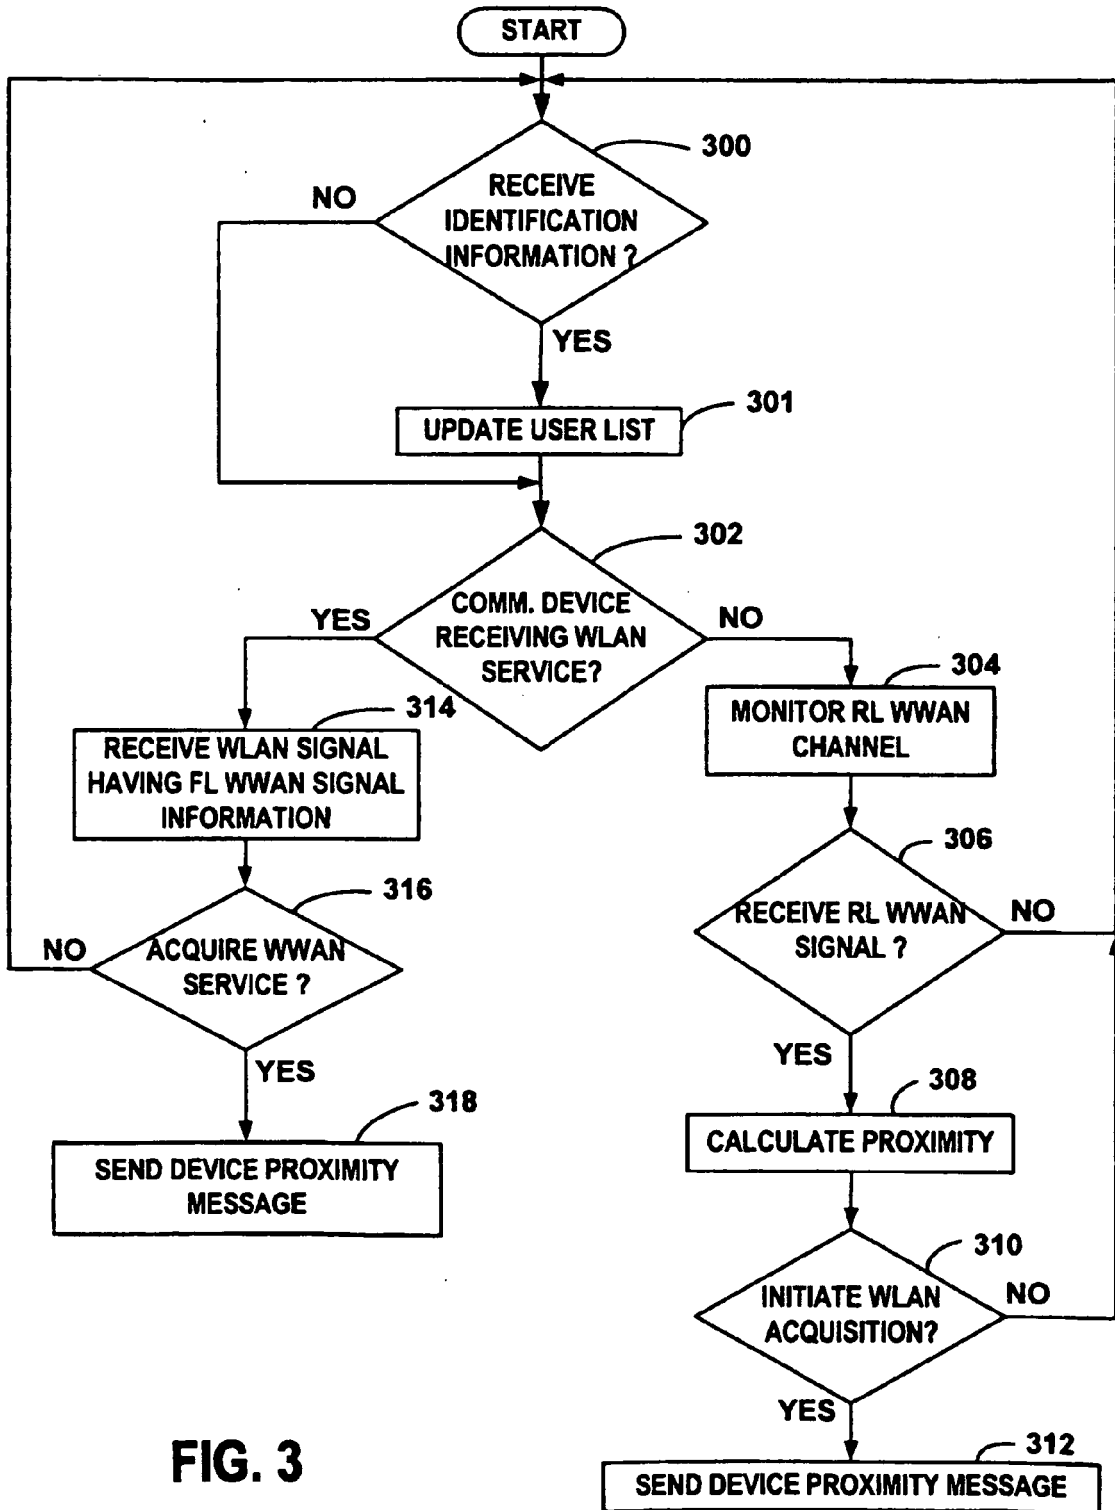 START
300
RECEIVE
IDENTIFICATION
INFORMATION ?
NO
YES
301
UPDATE USER LIST
302
COMM. DEVICE
RECEIVING WLAN
SERVICE?
YES
NO
314
RECEIVE WLAN SIGNAL
HAVING FL WWAN SIGNAL
INFORMATION
304
MONITOR RL WWAN
CHANNEL
316
ACQUIRE WWAN
SERVICE ?
NO
YES
306
RECEIVE RL WWAN
SIGNAL ?
NO
YES
318
SEND DEVICE PROXIMITY
MESSAGE
308
CALCULATE PROXIMITY
310
INITIATE WLAN
ACQUISITION?
NO
YES
312
SEND DEVICE PROXIMITY MESSAGE
FIG. 3